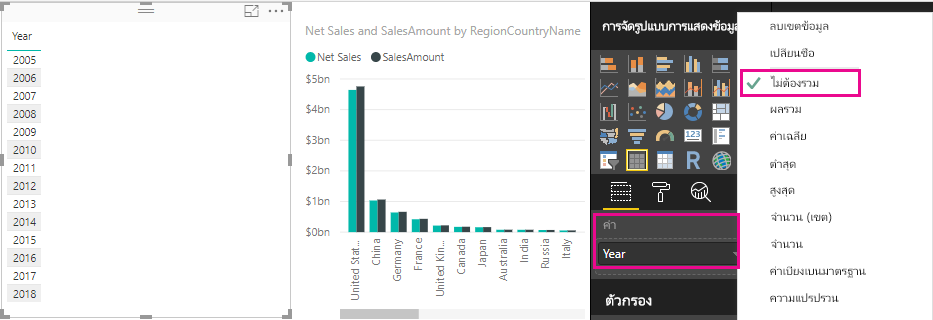 Year
2005
2006
2007
2008
2009
2010
2011
2012
2013
2014
2015
2016
2017
2018
Net Sales and SalesAmount by RegionCountryName
Net Sales SalesAmount
$5bn
$4bn
$3bn
$2bn
$1bn
$0bn
United Stat...
China
Germany
France
United Kin...
Canada
Japan
Australia
India
Russia
Italy
การจัดรูปแบบการแสดงข้อมูล
123
R
ค่า
Year
ตัวกรอง
ลบเขตข้อมูล
เปลี่ยนชื่อ
ไม่ต้องรวม
ผลรวม
ค่าเฉลี่ย
ต่ำสุด
สูงสุด
จำนวน (เขต)
จำนวน
ค่าเบี่ยงเบนมาตรฐาน
ความแปรปรวน